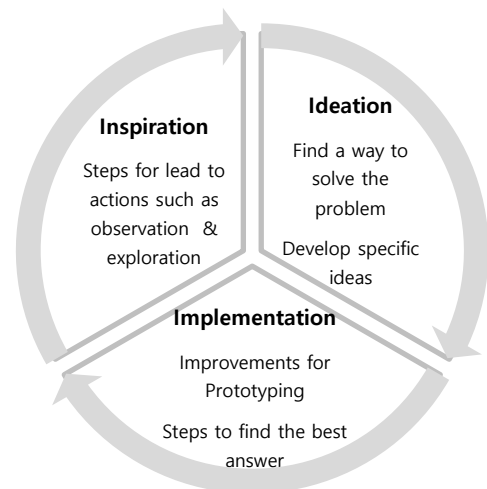 Inspiration
Steps for lead to
actions such as
observation & 
exploration
Ideation
Find a way to
solve the
problem
Develop specific
ideas
Implementation
Improvements for
Prototyping
Steps to find the best
answer